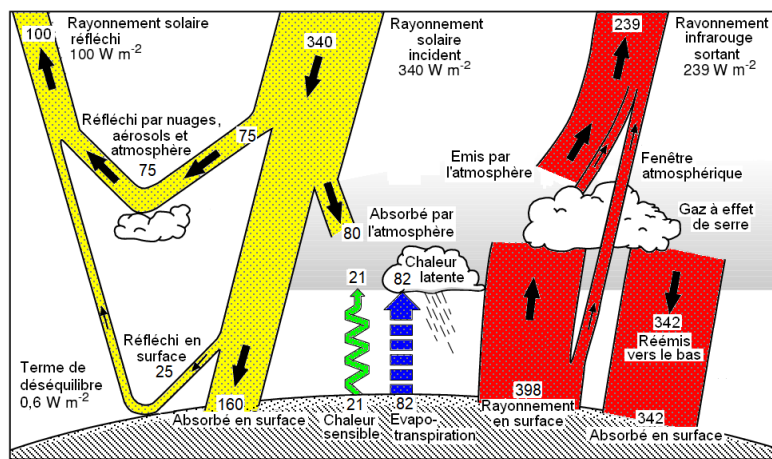 Rayonnement solaire
réfléchi
100 W m-2
100
340
Rayonnement
solaire
incident
340 W m-2
239
Rayonnement
infrarouge
sortant
239 W m-2
Réfléchi par nuages,
aérosols et
atmosphère
75
75
Emis par
l'atmosphère
Fenêtre
atmosphérique
Absorbé par
l'atmosphère
80
Gaz à effet
de serre
21
82
Chaleur
latente
342
Réémis
vers le bas
Réfléchi en
surface
25
Terme de
déséquilibre
0,6 W m-2
160
Absorbé en surface
21
Chaleur
sensible
82
Evapo-
transpiration
398
Rayonnement
en surface
342
Absorbé en surface